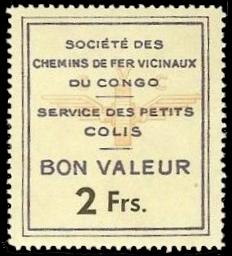 SOCIÉTÉ DES
CHEMINS DE FER VICINAUX
DU CONGO
SERVICE DES PETITS
COLIS
BON VALEUR
2 Frs.